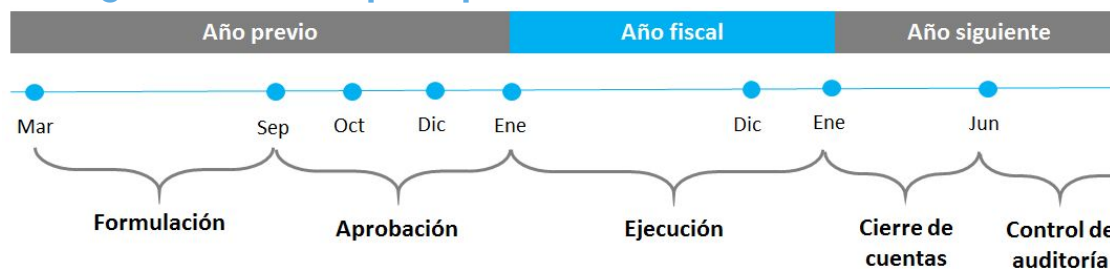 Año previo
Año fiscal
Año siguiente
Mar
Sep
Oct
Dic
Ene
Dic
Ene
Jun
Formulación
Aprobación
Ejecución
Cierre de
cuentas
Control de
auditoría